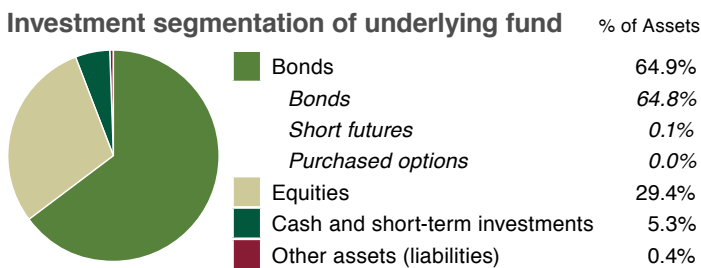 Investment segmentation of underlying fund % of Assets
Bonds 64.9%
Bonds 64.8%
Short futures 0.1%
Purchased options 0.0%
Equities 29.4%
Cash and short-term investments 5.3%
Other assets (liabilities) 0.4%